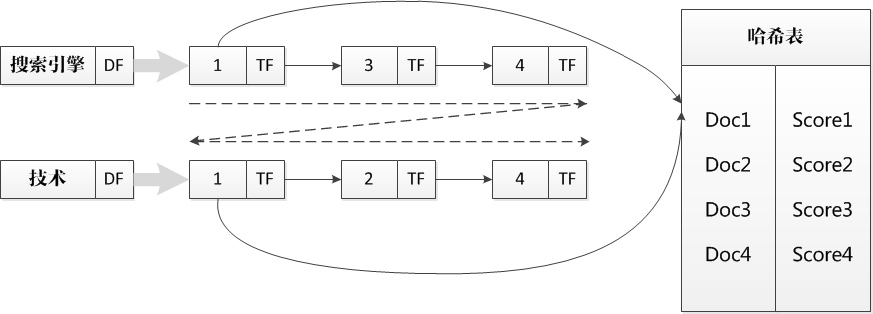 搜索引擎 DF 1 TF 3 TF 4 TF
技术 DF 1 TF 2 TF 4 TF
哈希表
Doc1 Score1
Doc2 Score2
Doc3 Score3
Doc4 Score4